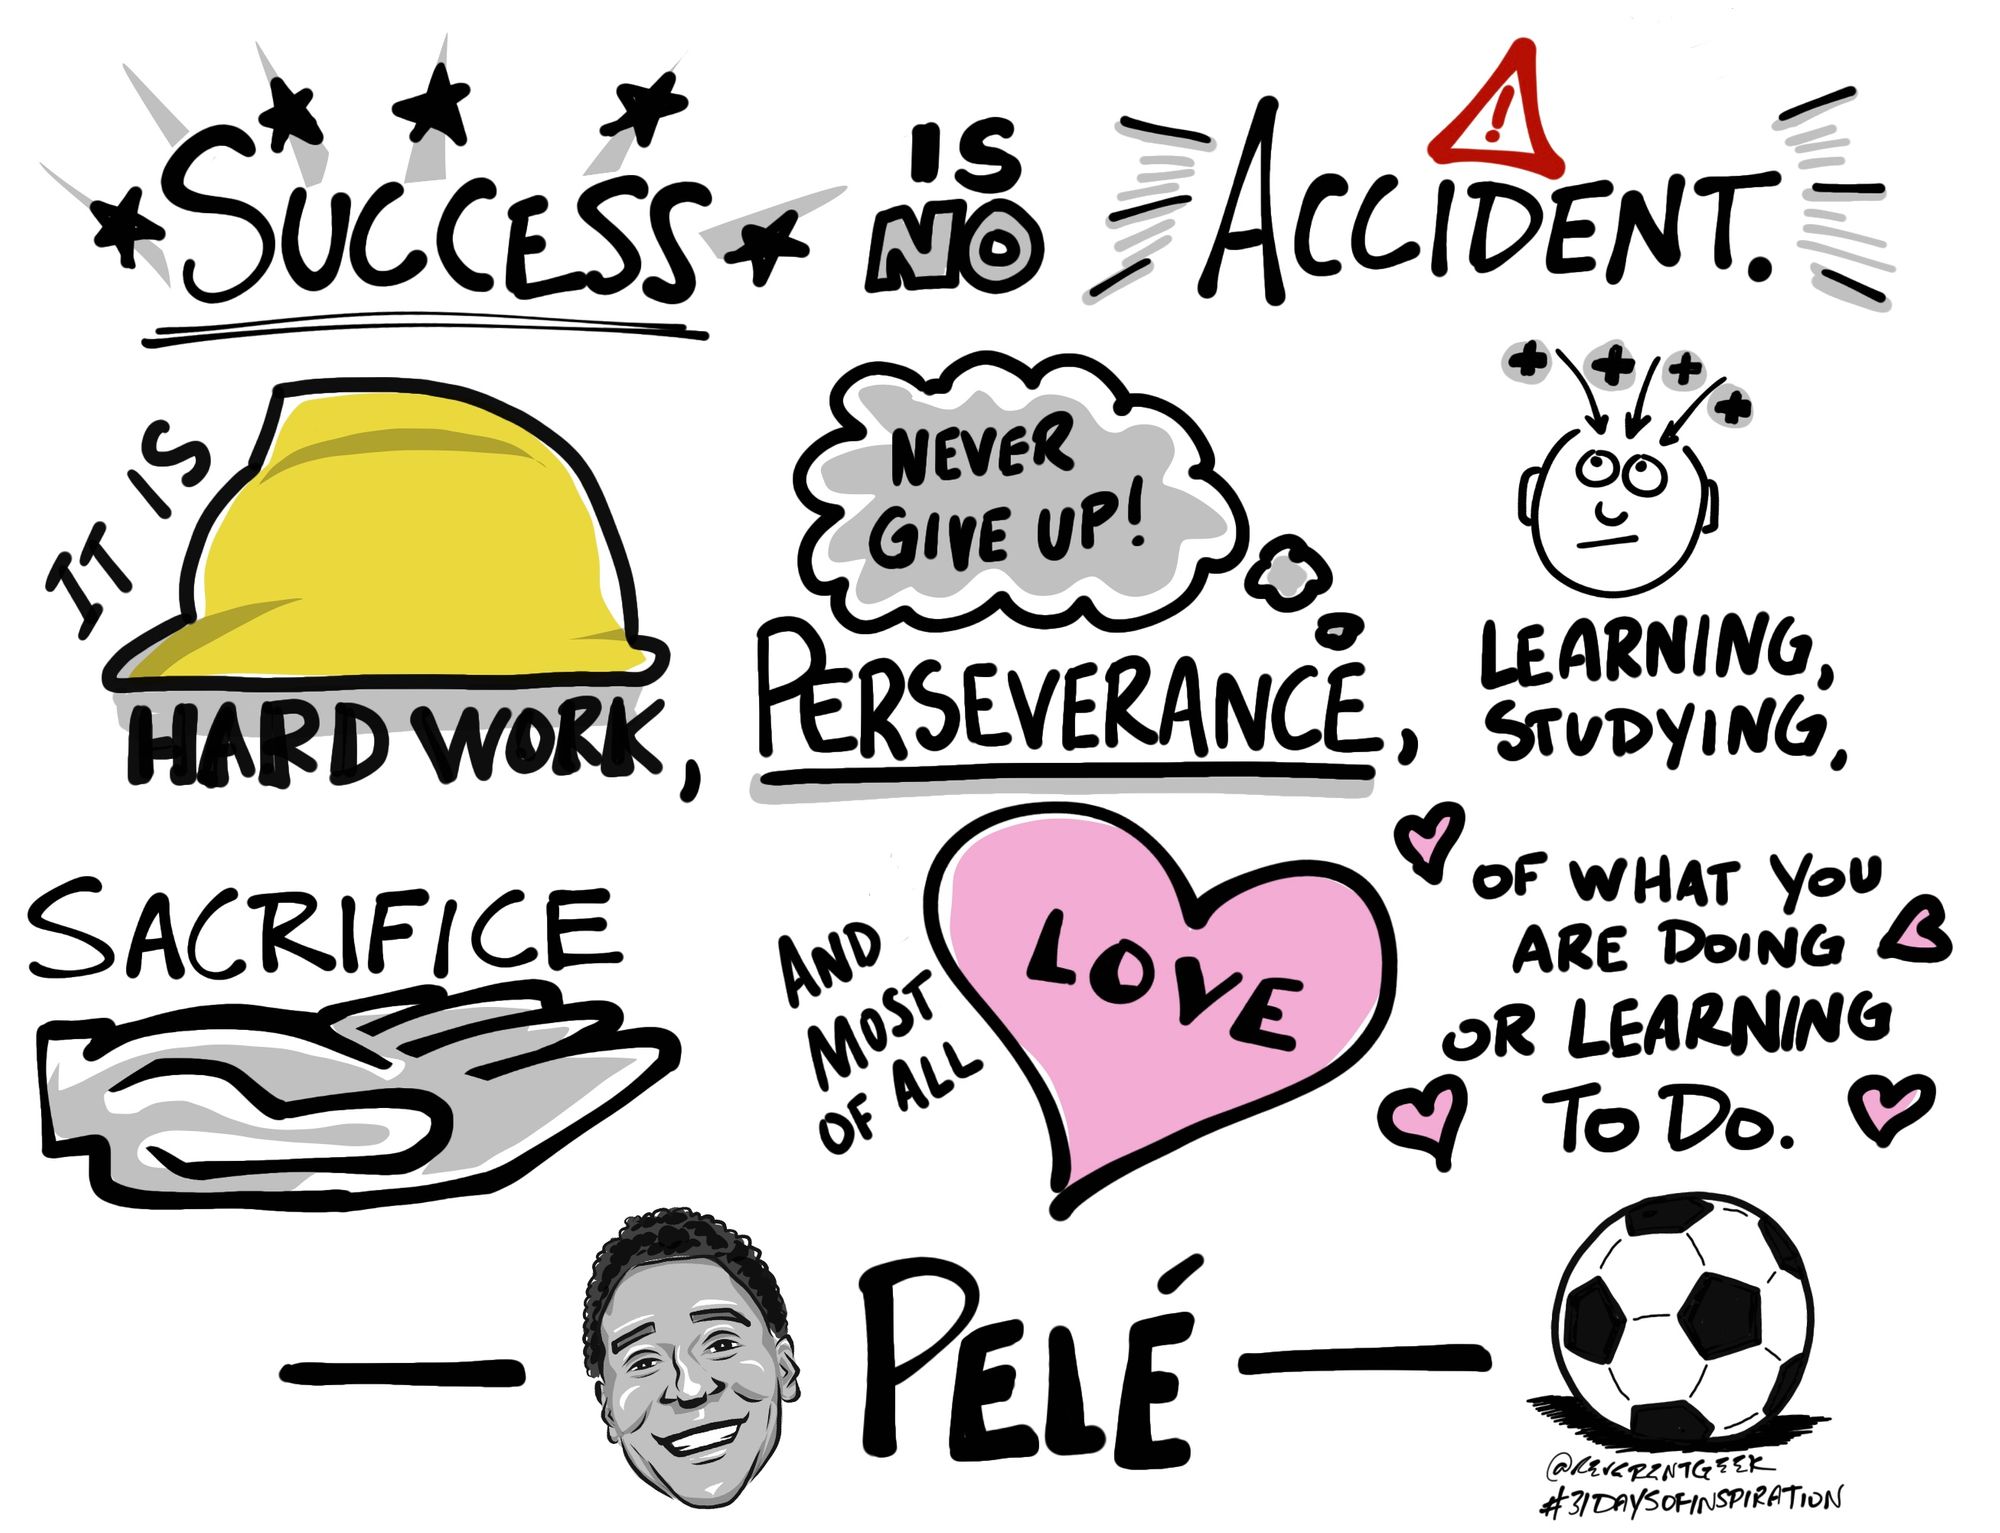 SUCCESS IS NO ACCIDENT.
IT IS
HARD WORK,
NEVER
GIVE UP!
PERSEVERANCE,
LEARNING,
STUDYING,
SACRIFICE
AND
MOST
OF ALL
LOVE
OF WHAT YOU
ARE DOING
OR LEARNING
TO DO.
— PELÉ —
@REVERENTGEEK
#31DAYSOFINSPIRATION